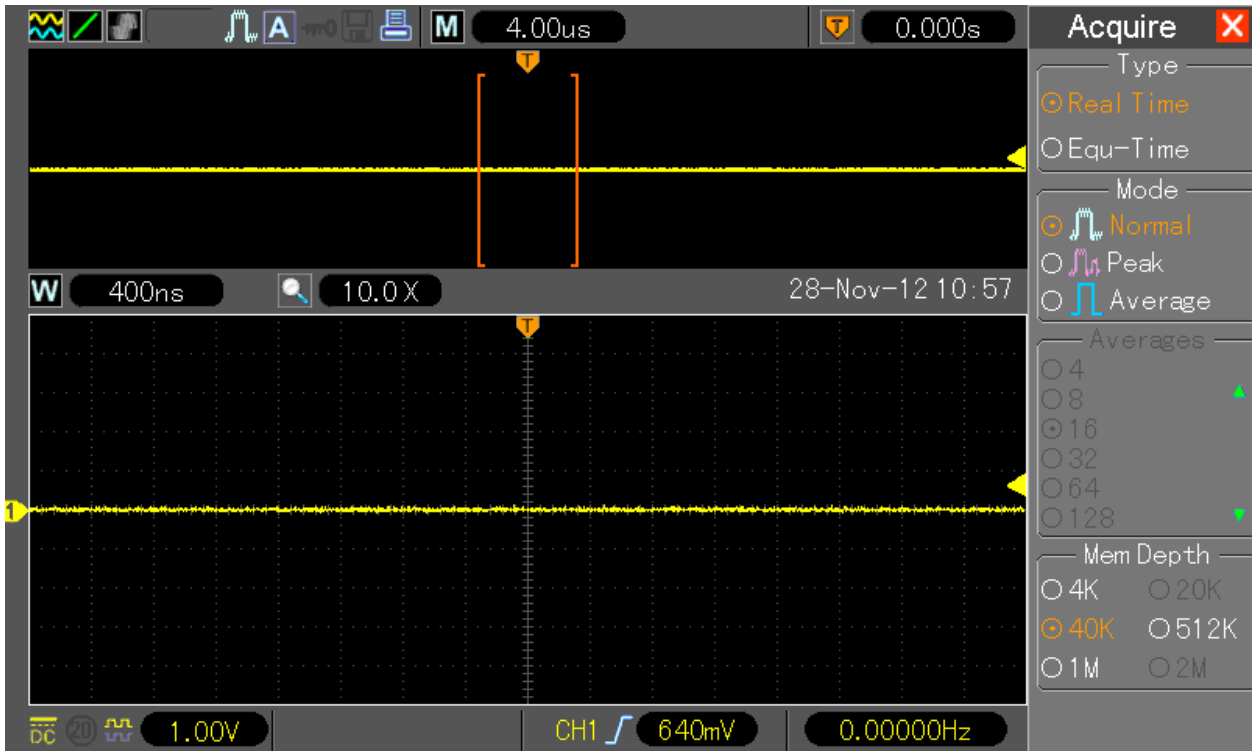 A M 4.00us T 0.000s
T
W 400ns 10.0X 28-Nov-12 10:57
T
1
DC 20 1.00V CH1 640mV 0.00000Hz
Acquire X
Type
Real Time
Equ-Time
Mode
Normal
Peak
Average
Averages
4
8
16
32
64
128
Mem Depth
4K 20K
40K 512K
1M 2M